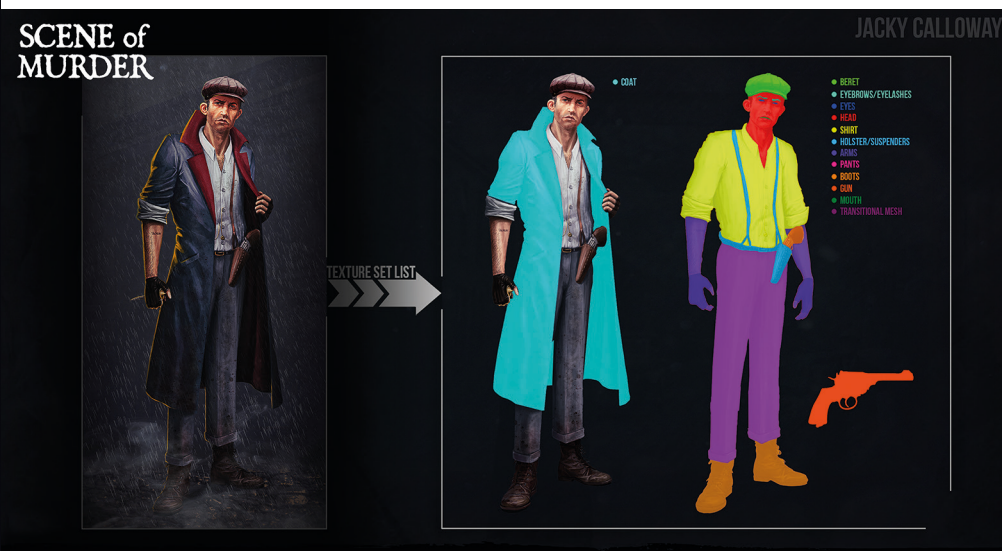 SCENE of
MURDER
JACKY CALLOWAY
TEXTURE SET LIST
COAT
BERET
EYEBROWS/EYELASHES
EYES
HEAD
SHIRT
HOLSTER/SUSPENDERS
ARMS
PANTS
BOOTS
GUN
MOUTH
TRANSITIONAL MESH